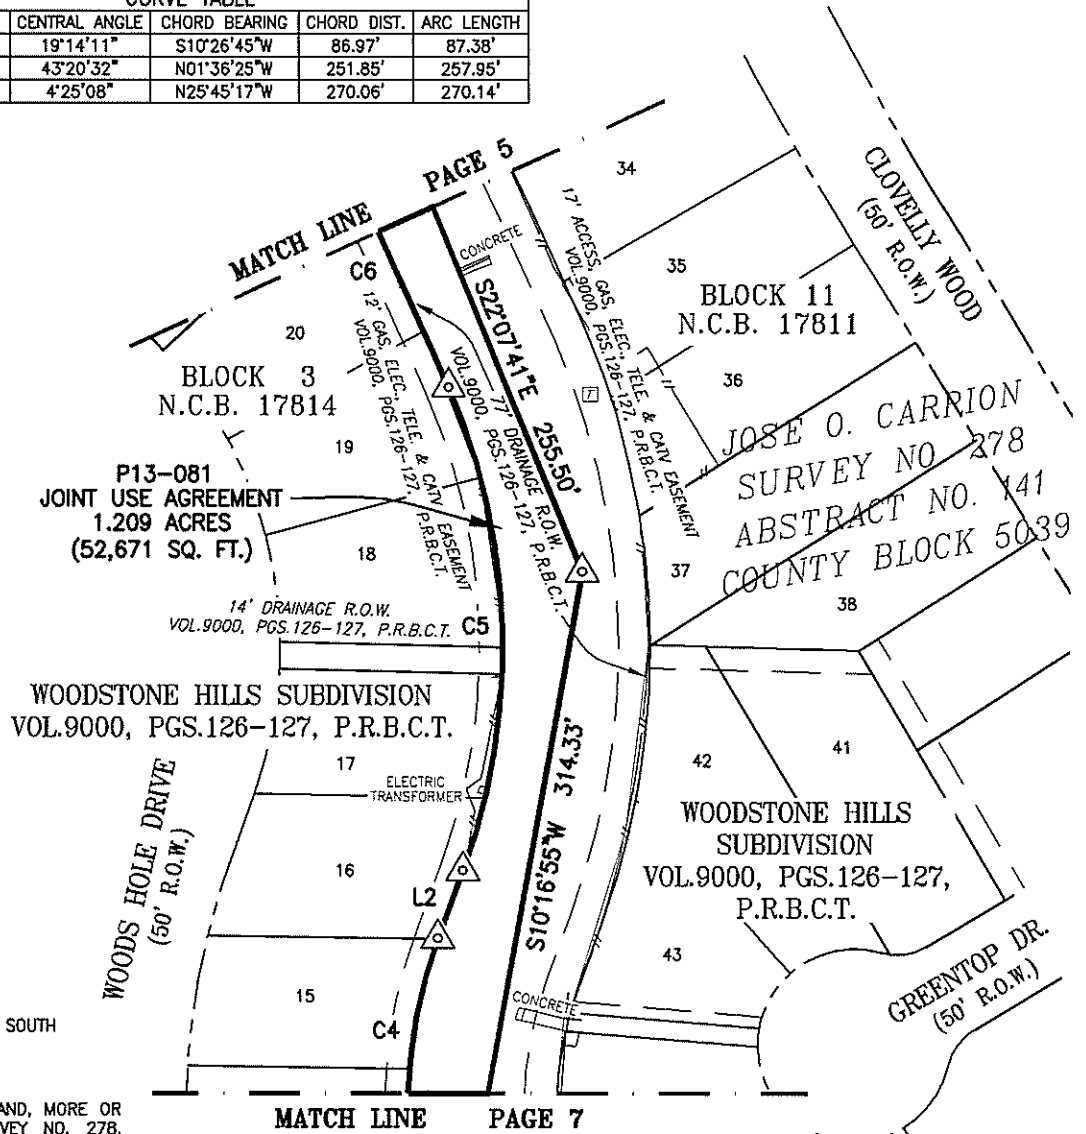 CURVE TABLE
CENTRAL ANGLE CHORD BEARING CHORD DIST. ARC LENGTH
19°14'11" S10°26'45"W 86.97' 87.38'
43°20'32" N01°36'25"W 251.85' 257.95'
4°25'08" N25°45'17"W 270.06' 270.14'
MATCH LINE PAGE 5
34
CLOVELLY WOOD
(50' R.O.W.)
17' ACCESS, GAS, ELEC., TELE. & CATV EASEMENT
VOL.9000, PGS.126-127, P.R.B.C.T.
CONCRETE
C6
35
BLOCK 11
N.C.B. 17811
S22°07'41"E 255.50'
12' GAS, ELEC., TELE. & CATV EASEMENT
VOL.9000, PGS.126-127, P.R.B.C.T.
77' DRAINAGE R.O.W.
VOL.9000, PGS.126-127, P.R.B.C.T.
20
BLOCK 3
N.C.B. 17814
36
T
JOSE O. CARRION
SURVEY NO 278
ABSTRACT NO. 141
COUNTY BLOCK 5039
19
P13-081
JOINT USE AGREEMENT
1.209 ACRES
(52,671 SQ. FT.)
18
37
38
14' DRAINAGE R.O.W.
VOL.9000, PGS.126-127, P.R.B.C.T.
C5
WOODSTONE HILLS SUBDIVISION
VOL.9000, PGS.126-127, P.R.B.C.T.
17
ELECTRIC
TRANSFORMER
S10°16'55"W 314.33'
42
41
WOODS HOLE DRIVE
(50' R.O.W.)
WOODSTONE HILLS
SUBDIVISION
VOL.9000, PGS.126-127,
P.R.B.C.T.
16
L2
43
GREENTOP DR.
(50' R.O.W.)
15
CONCRETE
SOUTH
C4
AND, MORE OR
VEY NO. 278,
MATCH LINE PAGE 7